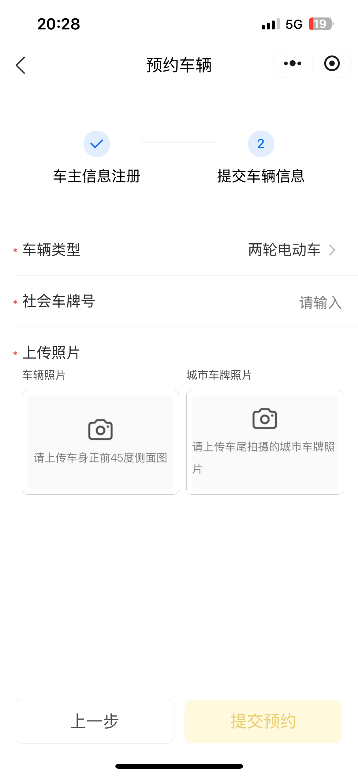 20:28
5G
19
预约车辆
2
车主信息注册
提交车辆信息
* 车辆类型
两轮电动车
* 社会车牌号
请输入
* 上传照片
车辆照片
城市车牌照片
请上传车身正前45度侧面图
请上传车尾拍摄的城市车牌照
片
上一步
提交预约